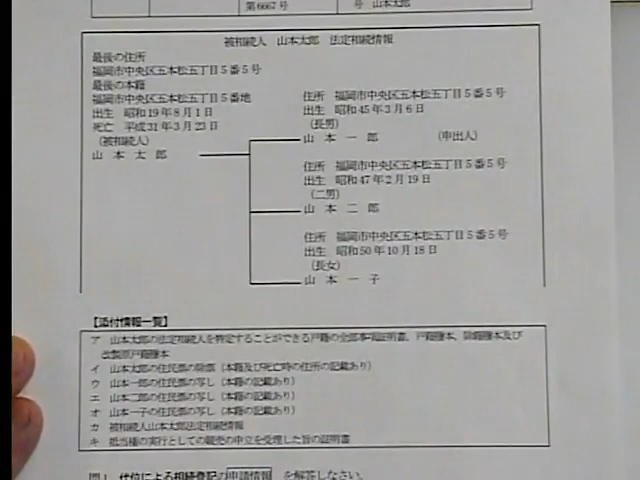 第6667号
号 山本太郎
被相続人 山本太郎 法定相続情報
最後の住所
福岡市中央区五本松五丁目5番5号
最後の本籍
福岡市中央区五本松五丁目5番地
出生 昭和19年8月1日
死亡 平成31年3月23日
(被相続人)
山 本 太 郎
住所 福岡市中央区五本松五丁目5番5号
出生 昭和45年3月6日
(長男)
山 本 一 郎 (申出人)
住所 福岡市中央区五本松五丁目5番5号
出生 昭和47年2月19日
(二男)
山 本 二 郎
住所 福岡市中央区五本松五丁目5番5号
出生 昭和50年10月18日
(長女)
山 本 一 子
【添付情報一覧】
ア 山本太郎の法定相続人を特定することができる戸籍の全部事項証明書、戸籍謄本、除籍謄本及び
改製原戸籍謄本
イ 山本太郎の住民票の除票(本籍及び死亡時の住所の記載あり)
ウ 山本一郎の住民票の写し(本籍の記載あり)
エ 山本二郎の住民票の写し(本籍の記載あり)
オ 山本一子の住民票の写し(本籍の記載あり)
カ 被相続人山本太郎法定相続情報
キ 抵当権の実行としての競売の申立を受理した旨の証明書
問1 代位による相続登記の申請情報 を解答しなさい。